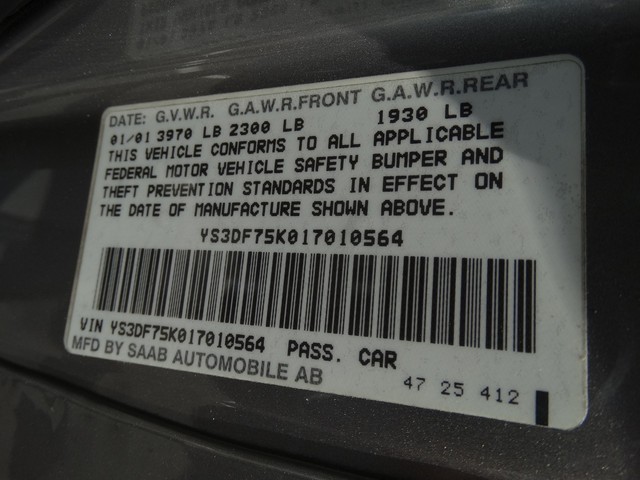 DATE: G.V.W.R. G.A.W.R.FRONT G.A.W.R.REAR
01/01 3970 LB 2300 LB 1930 LB
THIS VEHICLE CONFORMS TO ALL APPLICABLE
FEDERAL MOTOR VEHICLE SAFETY BUMPER AND
THEFT PREVENTION STANDARDS IN EFFECT ON
THE DATE OF MANUFACTURE SHOWN ABOVE.
YS3DF75K017010564
VIN YS3DF75K017010564 PASS. CAR
MFD BY SAAB AUTOMOBILE AB
47 25 412